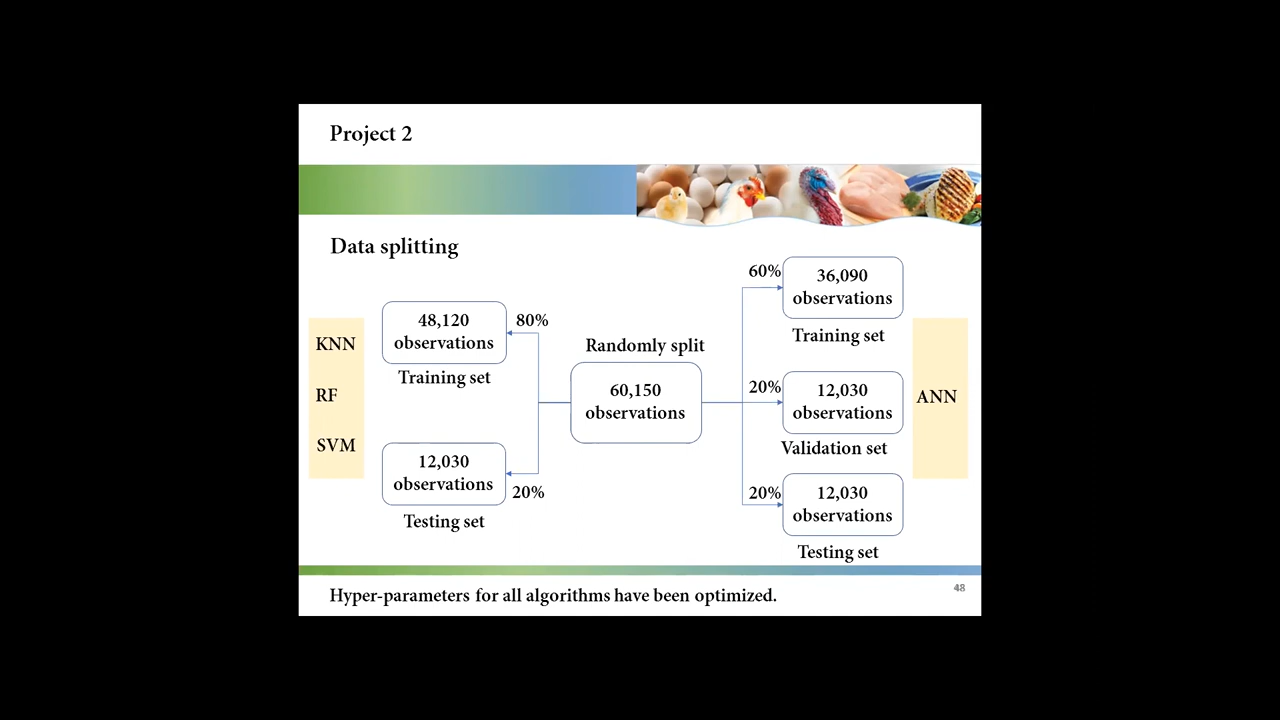 Project 2
Data splitting
KNN
RF
SVM
48,120
observations
80%
Training set
12,030
observations
20%
Testing set
Randomly split
60,150
observations
60%
36,090
observations
Training set
20%
12,030
observations
Validation set
20%
12,030
observations
Testing set
ANN
Hyper-parameters for all algorithms have been optimized.
48